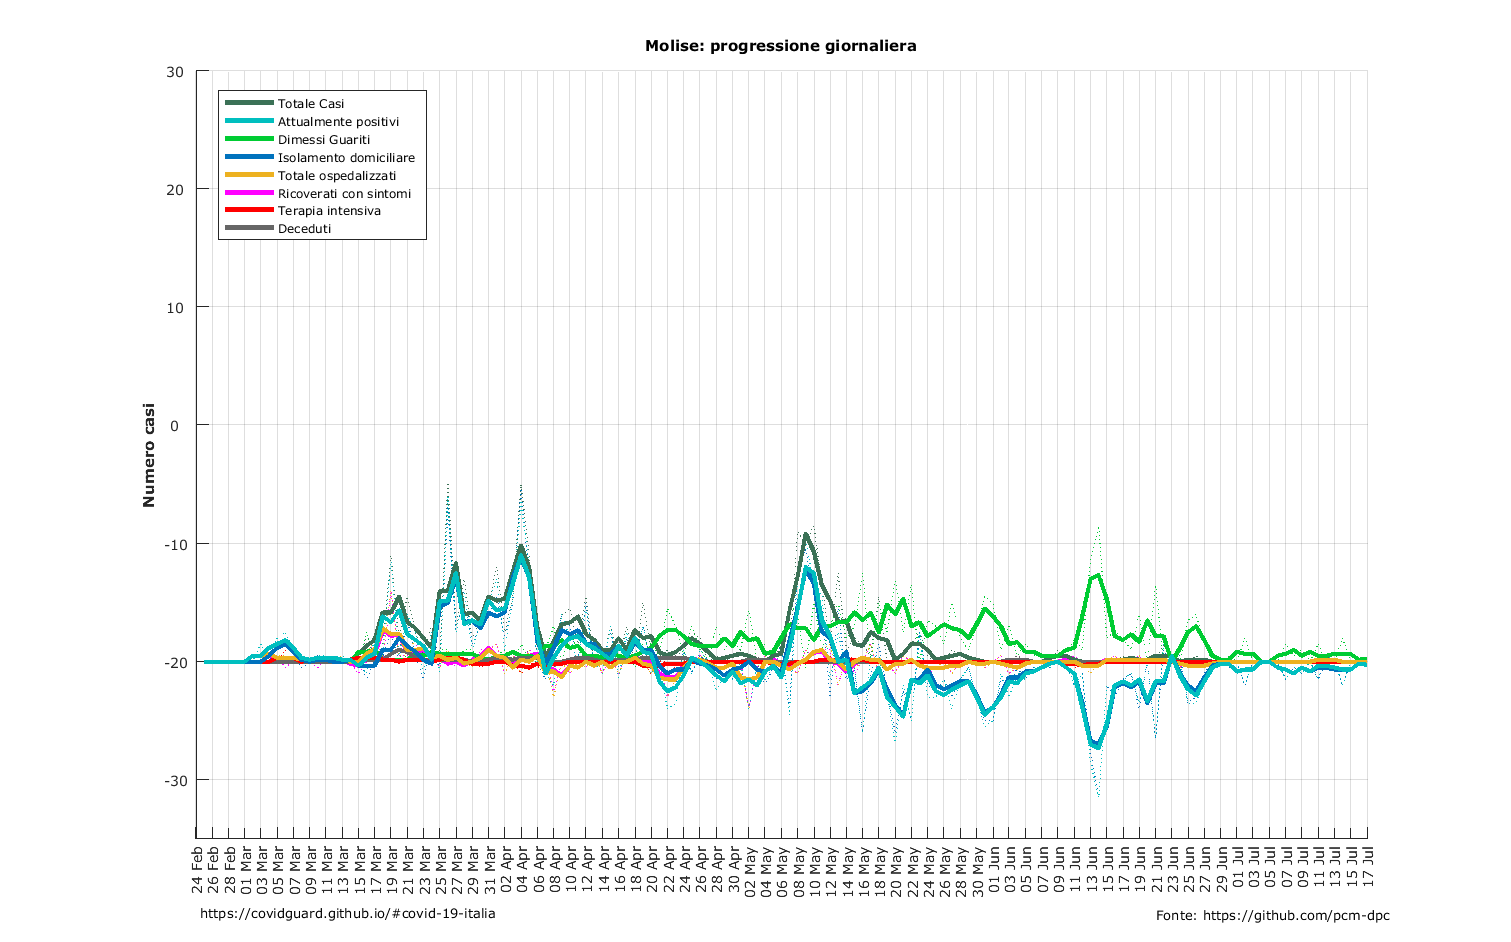 Molise: progressione giornaliera
30
20
10
0
-10
-20
-30
Numero casi
Totale Casi
Attualmente positivi
Dimessi Guariti
Isolamento domiciliare
Totale ospedalizzati
Ricoverati con sintomi
Terapia intensiva
Deceduti
24 Feb
26 Feb
28 Feb
01 Mar
03 Mar
05 Mar
07 Mar
09 Mar
11 Mar
13 Mar
15 Mar
17 Mar
19 Mar
21 Mar
23 Mar
25 Mar
27 Mar
29 Mar
31 Mar
02 Apr
04 Apr
06 Apr
08 Apr
10 Apr
12 Apr
14 Apr
16 Apr
18 Apr
20 Apr
22 Apr
24 Apr
26 Apr
28 Apr
30 Apr
02 May
04 May
06 May
08 May
10 May
12 May
14 May
16 May
18 May
20 May
22 May
24 May
26 May
28 May
30 May
01 Jun
03 Jun
05 Jun
07 Jun
09 Jun
11 Jun
13 Jun
15 Jun
17 Jun
19 Jun
21 Jun
23 Jun
25 Jun
27 Jun
29 Jun
01 Jul
03 Jul
05 Jul
07 Jul
09 Jul
11 Jul
13 Jul
15 Jul
17 Jul
https://covidguard.github.io/#covid-19-italia
Fonte: https://github.com/pcm-dpc